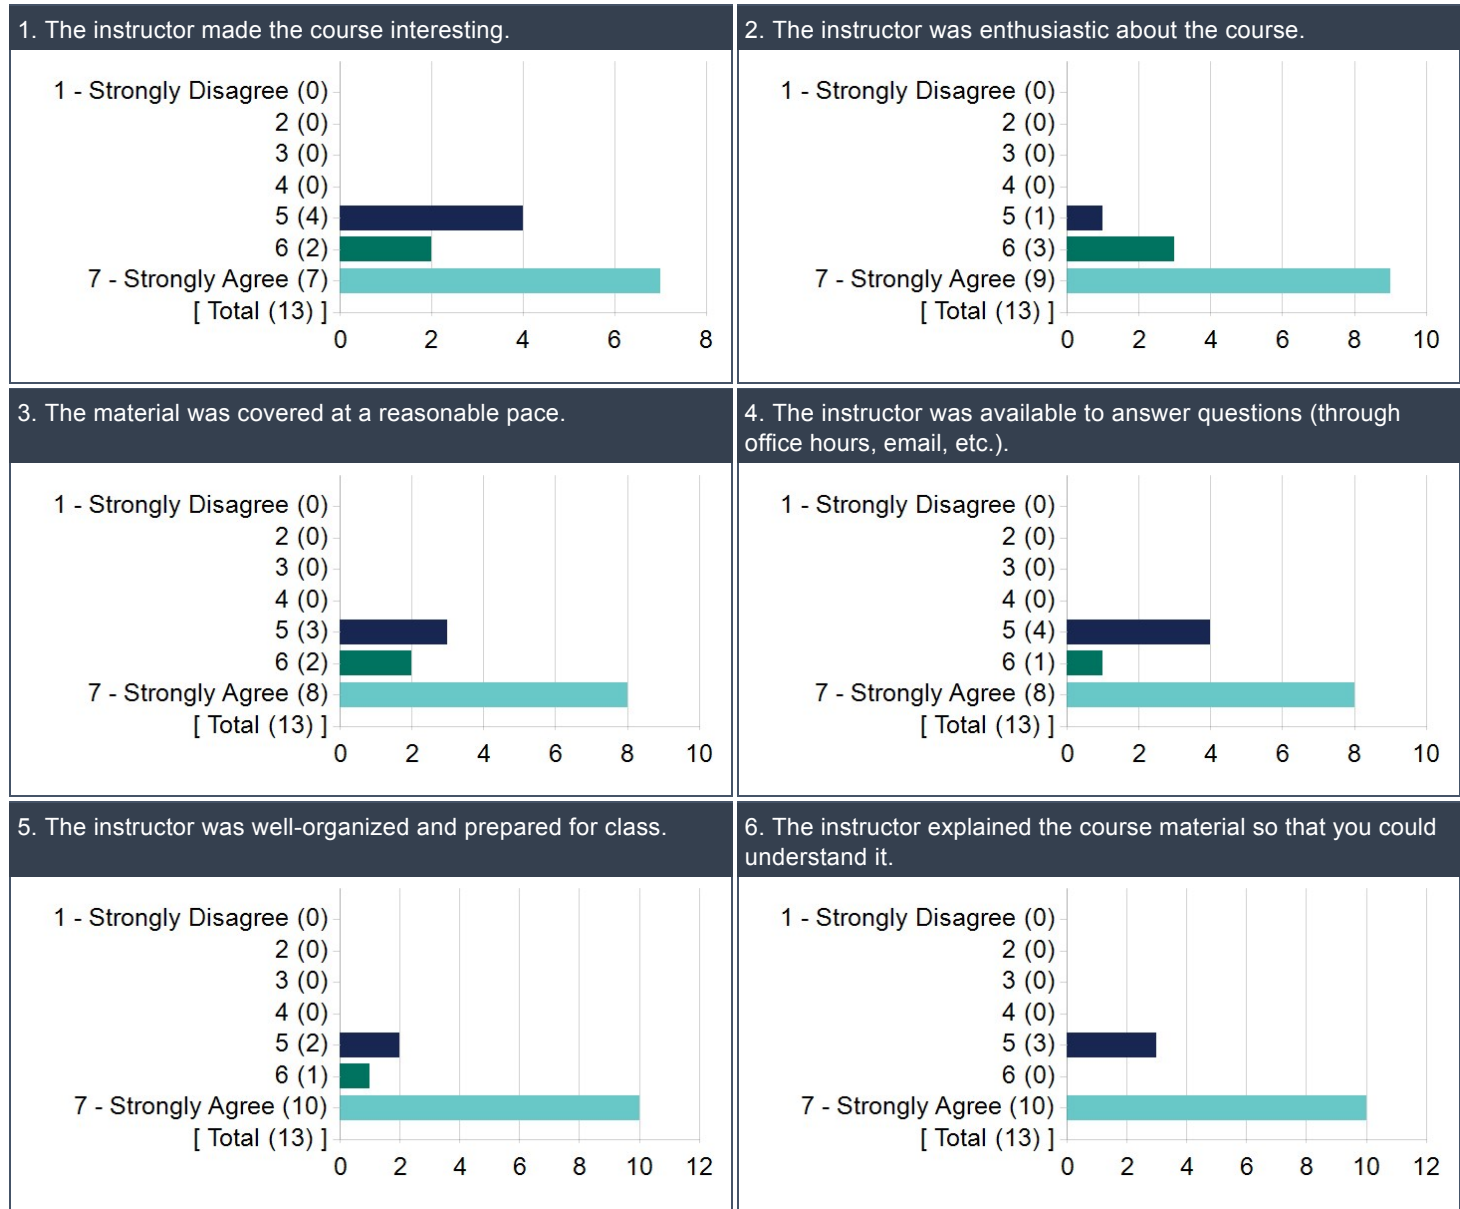 1. The instructor made the course interesting.
1 - Strongly Disagree (0)
2 (0)
3 (0)
4 (0)
5 (4)
6 (2)
7 - Strongly Agree (7)
[ Total (13) ]
0 2 4 6 8
2. The instructor was enthusiastic about the course.
1 - Strongly Disagree (0)
2 (0)
3 (0)
4 (0)
5 (1)
6 (3)
7 - Strongly Agree (9)
[ Total (13) ]
0 2 4 6 8 10
3. The material was covered at a reasonable pace.
1 - Strongly Disagree (0)
2 (0)
3 (0)
4 (0)
5 (3)
6 (2)
7 - Strongly Agree (8)
[ Total (13) ]
0 2 4 6 8 10
4. The instructor was available to answer questions (through
office hours, email, etc.).
1 - Strongly Disagree (0)
2 (0)
3 (0)
4 (0)
5 (4)
6 (1)
7 - Strongly Agree (8)
[ Total (13) ]
0 2 4 6 8 10
5. The instructor was well-organized and prepared for class.
1 - Strongly Disagree (0)
2 (0)
3 (0)
4 (0)
5 (2)
6 (1)
7 - Strongly Agree (10)
[ Total (13) ]
0 2 4 6 8 10 12
6. The instructor explained the course material so that you could
understand it.
1 - Strongly Disagree (0)
2 (0)
3 (0)
4 (0)
5 (3)
6 (0)
7 - Strongly Agree (10)
[ Total (13) ]
0 2 4 6 8 10 12